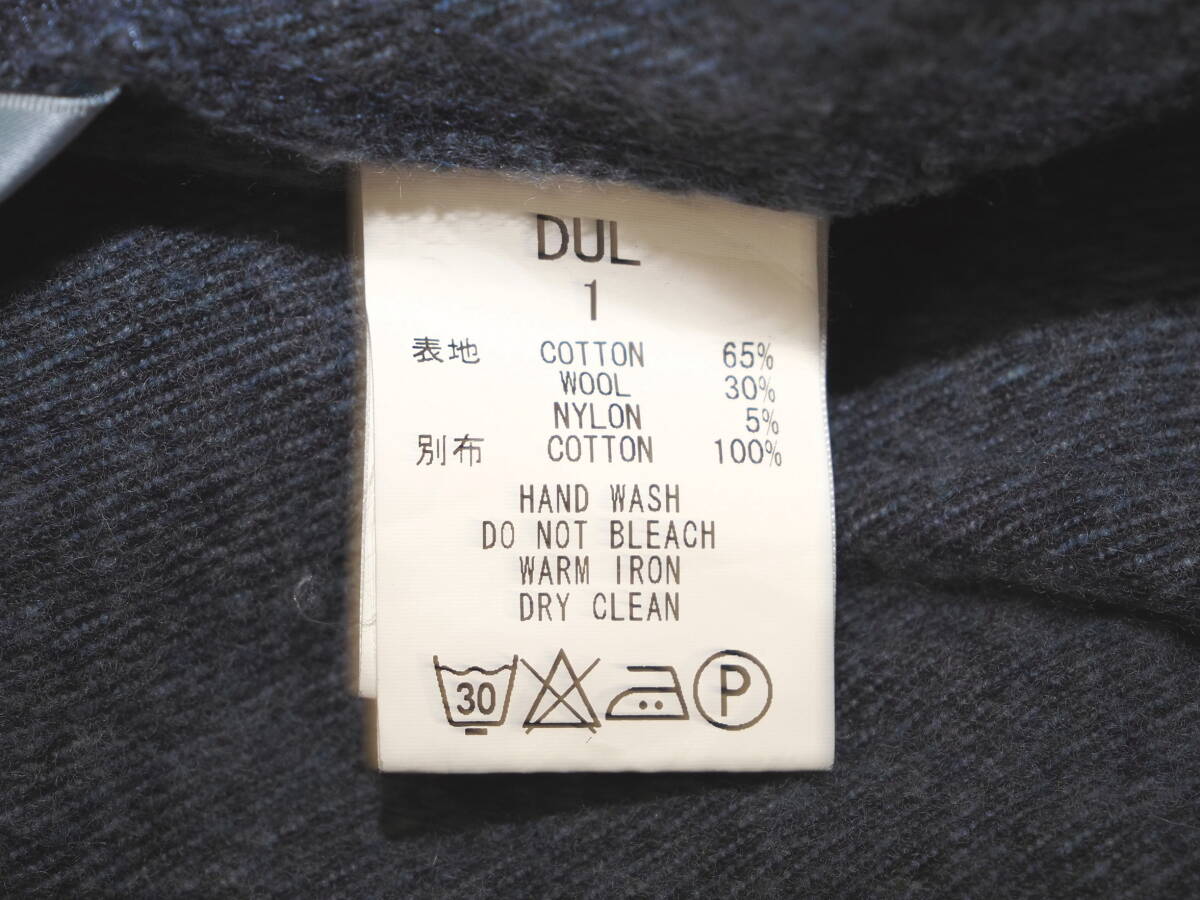 DUL
1
表地 COTTON 65%
WOOL 30%
NYLON 5%
別布 COTTON 100%
HAND WASH
DO NOT BLEACH
WARM IRON
DRY CLEAN
30 P